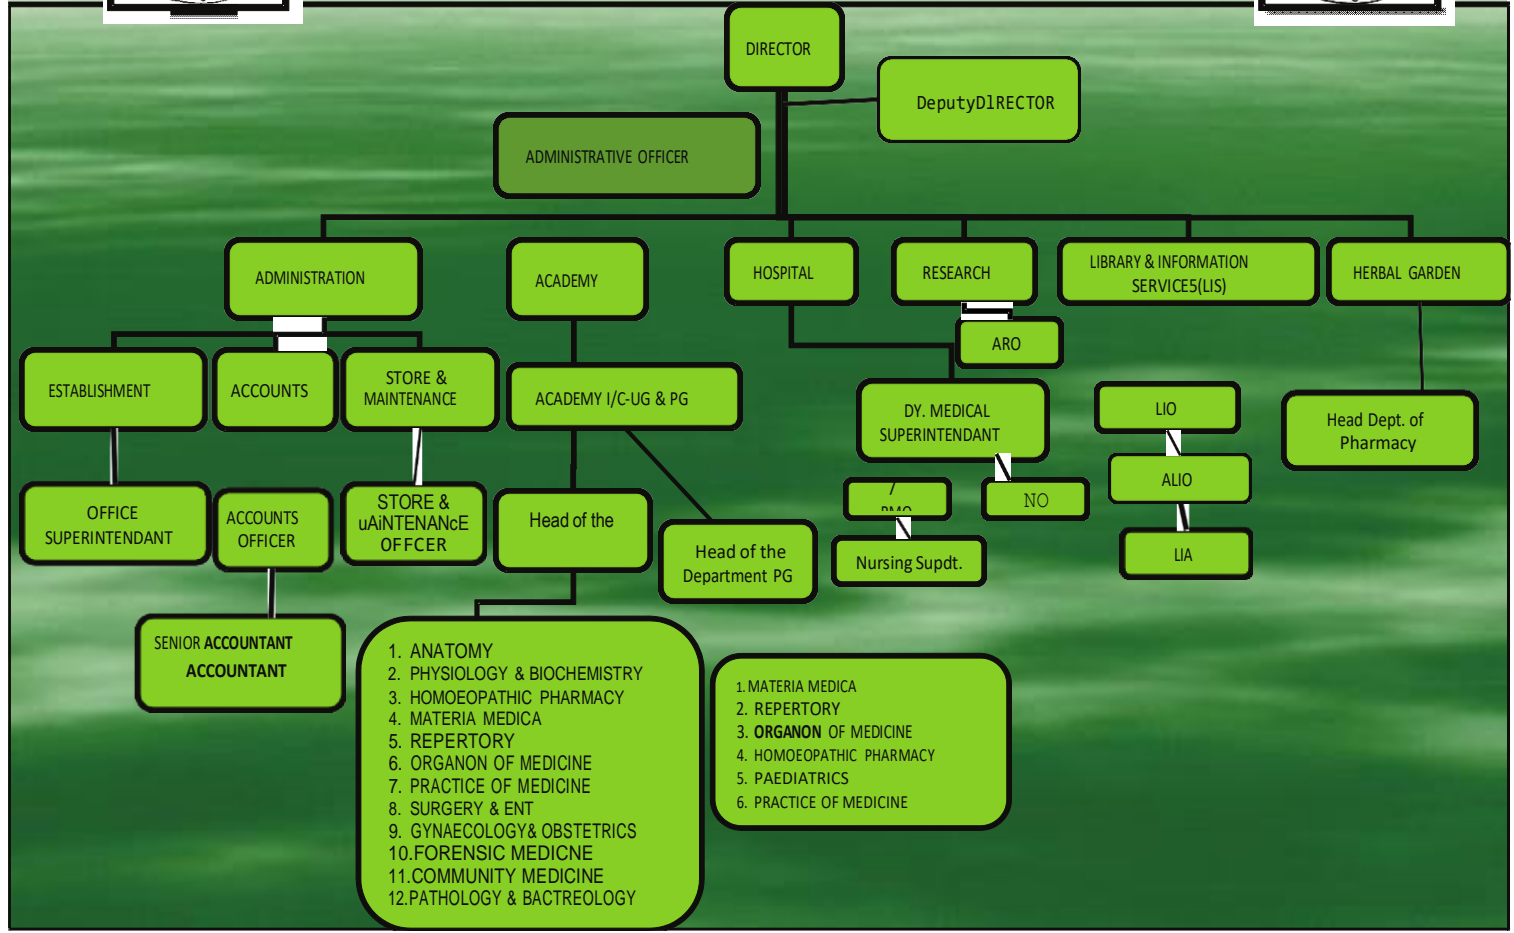 DIRECTOR
DeputyDlRECTOR
ADMINISTRATIVE OFFICER
ADMINISTRATION
ACADEMY
HOSPITAL
RESEARCH
LIBRARY & INFORMATION
SERVICE5(LIS)
HERBAL GARDEN
ARO
ESTABLISHMENT
ACCOUNTS
STORE &
MAINTENANCE
ACADEMY I/C-UG & PG
DY. MEDICAL
SUPERINTENDANT
LIO
Head Dept. of
Pharmacy
OFFICE
SUPERINTENDANT
ACCOUNTS
OFFICER
STORE &
uAiNTENANcE
OFFCER
Head of the
Head of the
Department PG
/
NO
ALIO
Nursing Supdt.
LIA
SENIOR ACCOUNTANT
ACCOUNTANT
1. ANATOMY
2. PHYSIOLOGY & BIOCHEMISTRY
3. HOMOEOPATHIC PHARMACY
4. MATERIA MEDICA
5. REPERTORY
6. ORGANON OF MEDICINE
7. PRACTICE OF MEDICINE
8. SURGERY & ENT
9. GYNAECOLOGY& OBSTETRICS
10.FORENSIC MEDICNE
11.COMMUNITY MEDICINE
12.PATHOLOGY & BACTREOLOGY
1. MATERIA MEDICA
2. REPERTORY
3. ORGANON OF MEDICINE
4. HOMOEOPATHIC PHARMACY
5. PAEDIATRICS
6. PRACTICE OF MEDICINE